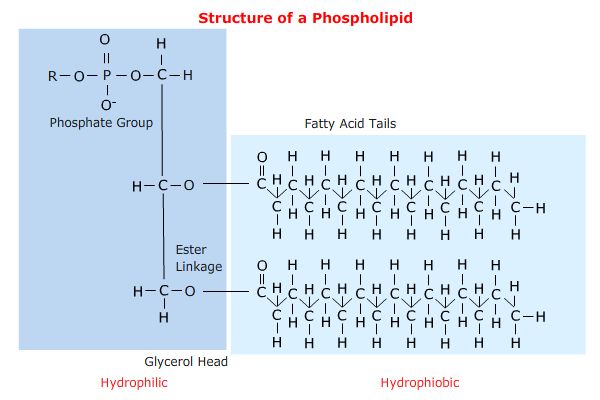 Structure of a Phospholipid
O H
R–O–P–O–C–H
O-
Phosphate Group
Fatty Acid Tails
O H H H H H H H
C H C H C H C H C H C H C H C H
H–C–O
C H C H C H C H C H C H C H C–H
H H H H H H H H
Ester
Linkage
O H H H H H H H
C H C H C H C H C H C H C H C H
H–C–O
C H C H C H C H C H C H C H C–H
H
H H H H H H H H
Glycerol Head
Hydrophilic
Hydrophiobic